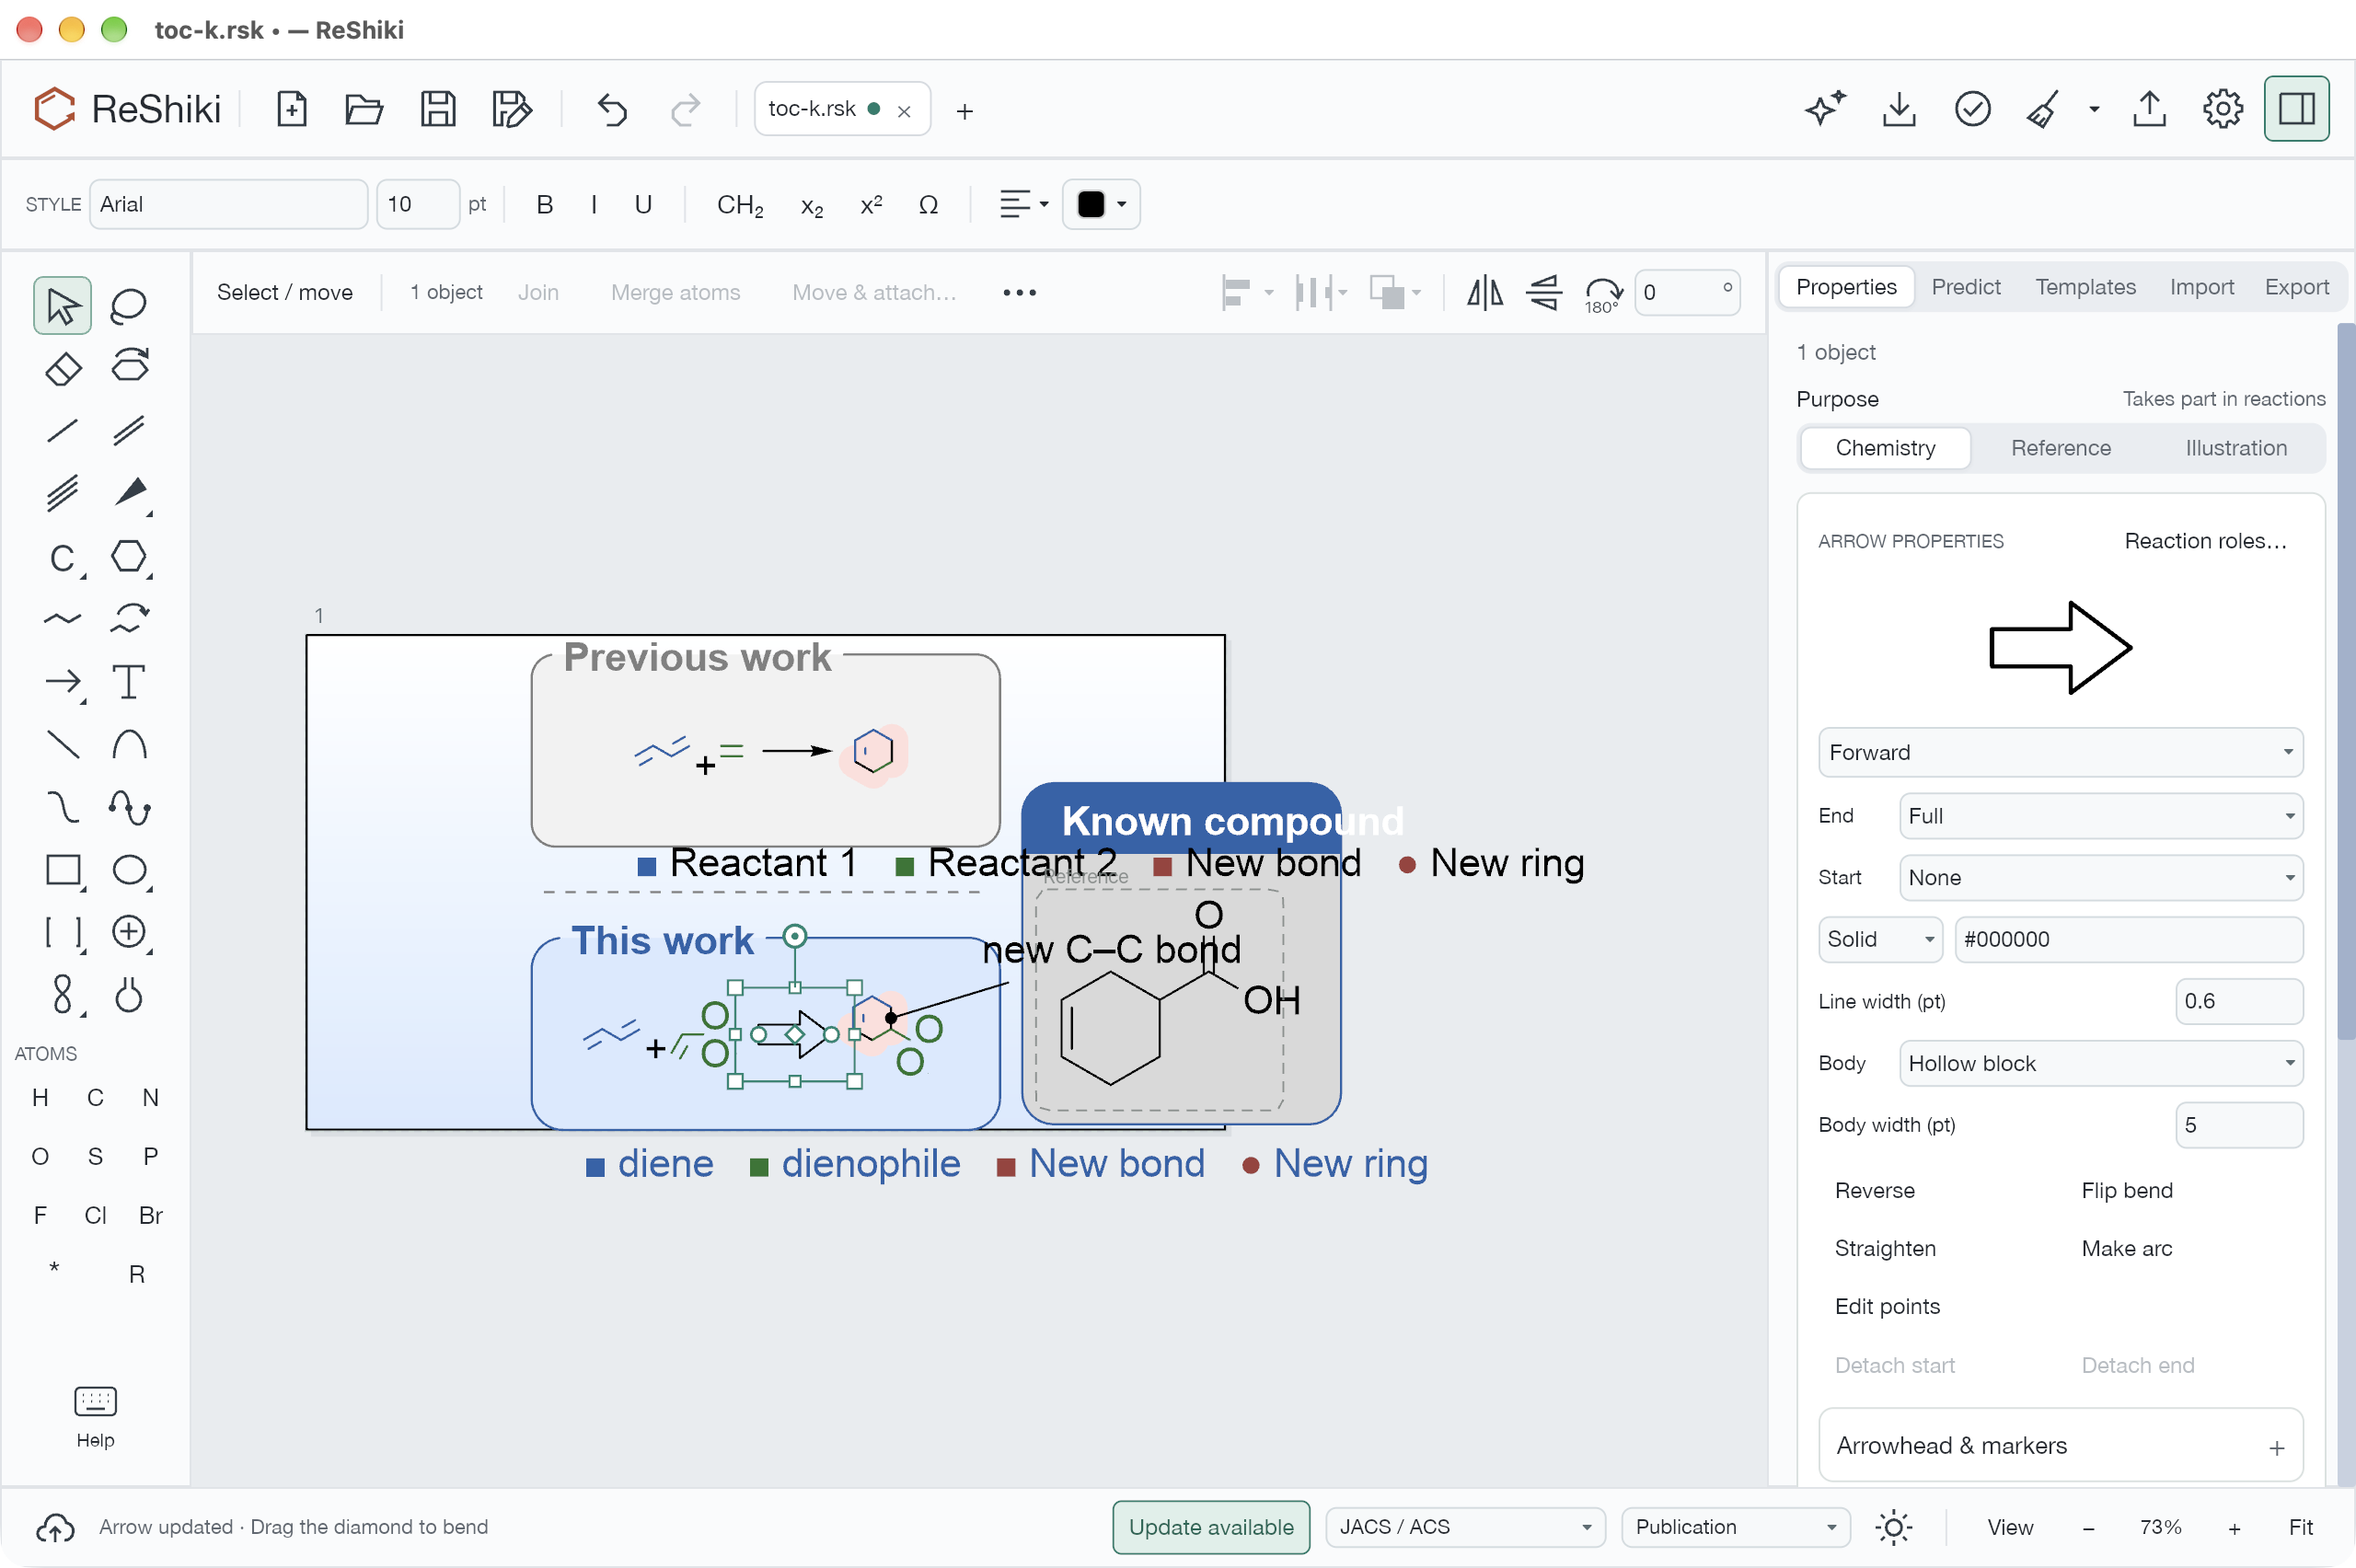 toc-k.rsk • — ReShiki
ReShiki
toc-k.rsk
STYLE Arial 10 pt B I U CH₂ x₂ x² Ω
Select / move 1 object Join Merge atoms Move & attach... 180° 0 °
Properties Predict Templates Import Export
1 object
Purpose Takes part in reactions
Chemistry Reference Illustration
ARROW PROPERTIES Reaction roles...
Forward
End Full
Start None
Solid #000000
Line width (pt) 0.6
Body Hollow block
Body width (pt) 5
Reverse Flip bend
Straighten Make arc
Edit points
Detach start Detach end
Arrowhead & markers +
C
T
ATOMS
H C N
O S P
F Cl Br
* R
Help
1
Previous work
+
Known compound
Reactant 1 Reactant 2 New bond New ring
Reference
O
new C–C bond
OH
This work
+
O
O
O
O
diene dienophile New bond New ring
Arrow updated · Drag the diamond to bend
Update available JACS / ACS Publication View – 73% + Fit